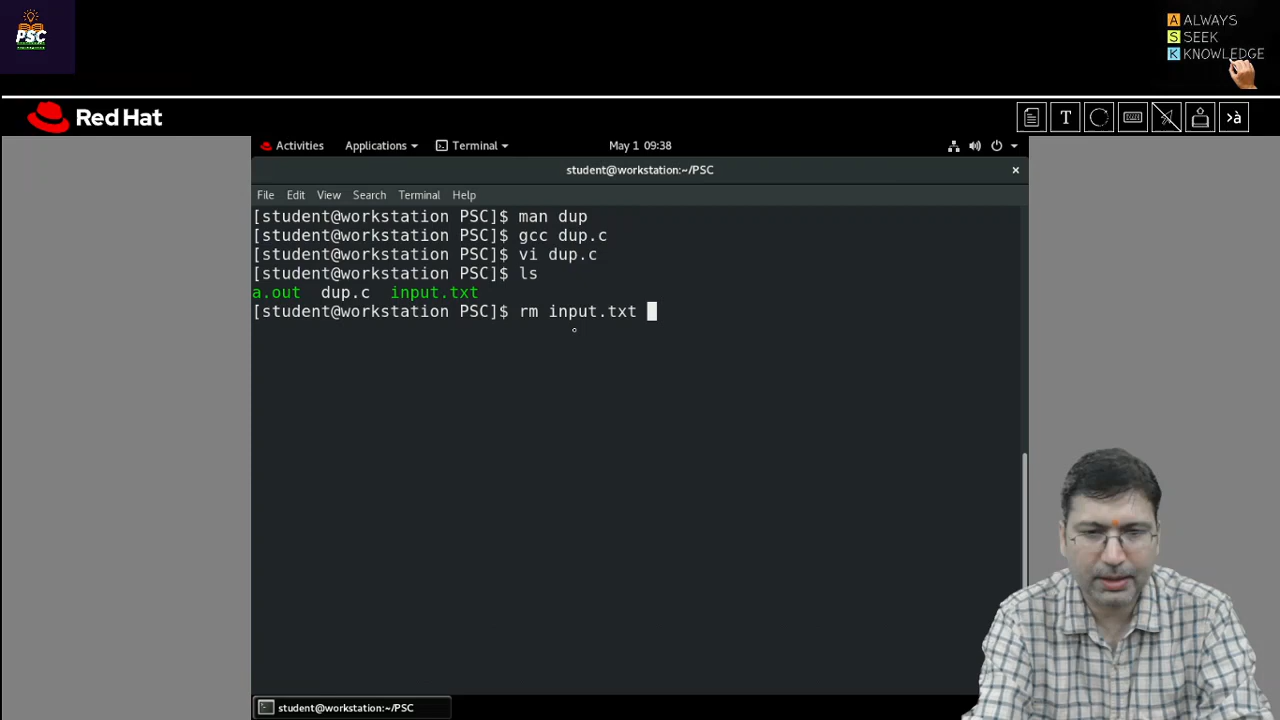 PSC
A ALWAYS
S SEEK
K KNOWLEDGE
Red Hat
T
>à
Activities Applications Terminal May 1 09:38
student@workstation:~/PSC ×
File Edit View Search Terminal Help
[student@workstation PSC]$ man dup
[student@workstation PSC]$ gcc dup.c
[student@workstation PSC]$ vi dup.c
[student@workstation PSC]$ ls
a.out dup.c input.txt
[student@workstation PSC]$ rm input.txt
student@workstation:~/PSC